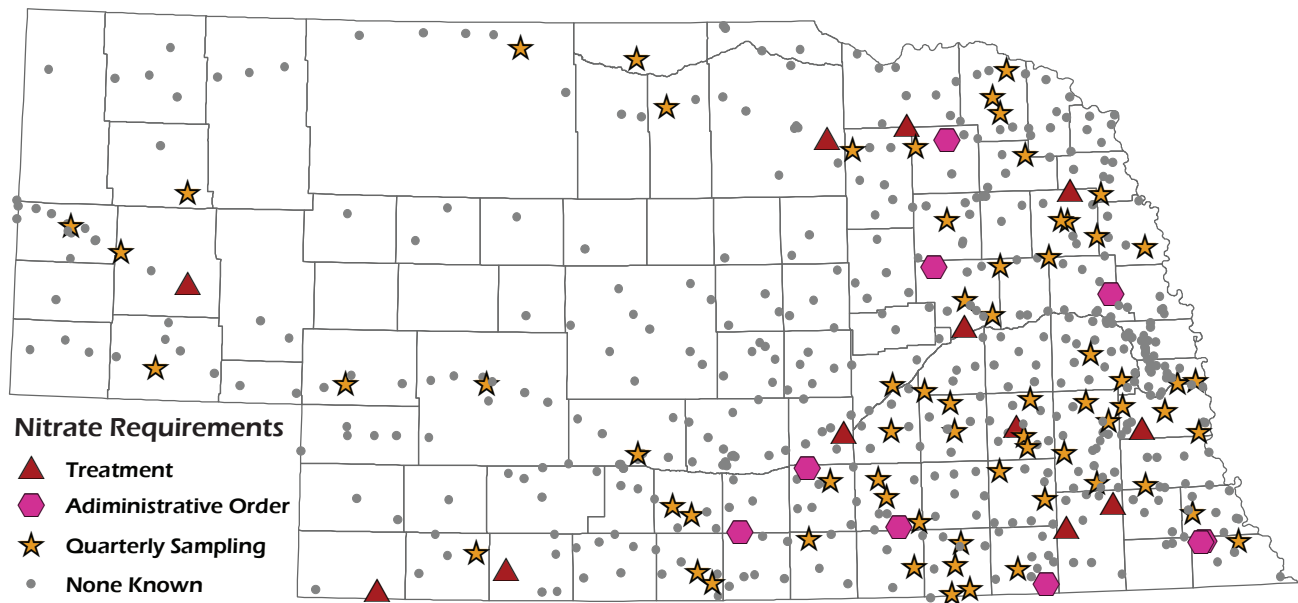 Nitrate Requirements
Treatment
Adiministrative Order
Quarterly Sampling
None Known